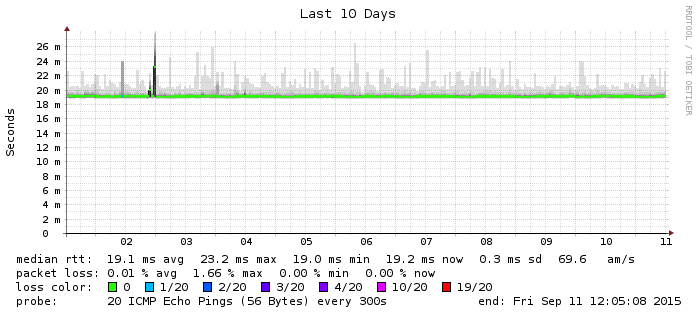 Last 10 Days
RRDTOOL / TOBI OETIKER
Seconds
26 m
24 m
22 m
20 m
18 m
16 m
14 m
12 m
10 m
8 m
6 m
4 m
2 m
0
02 03 04 05 06 07 08 09 10 11
median rtt: 19.1 ms avg 23.2 ms max 19.0 ms min 19.2 ms now 0.3 ms sd 69.6 am/s
packet loss: 0.01 % avg 1.66 % max 0.00 % min 0.00 % now
loss color: 0 1/20 2/20 3/20 4/20 10/20 19/20
probe: 20 ICMP Echo Pings (56 Bytes) every 300s end: Fri Sep 11 12:05:08 2015